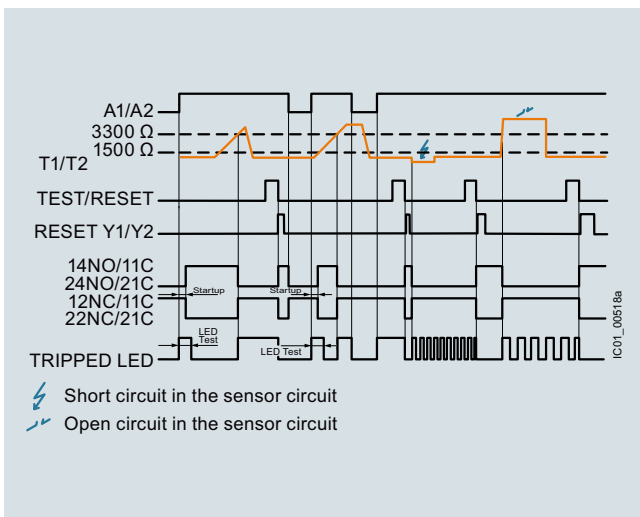 A1/A2
3300 Ω
1500 Ω
T1/T2
TEST/RESET
RESET Y1/Y2
14NO/11C
24NO/21C
12NC/11C
22NC/21C
Startup
Startup
LED
Test
LED Test
TRIPPED LED
IC01_00518a
Short circuit in the sensor circuit
Open circuit in the sensor circuit